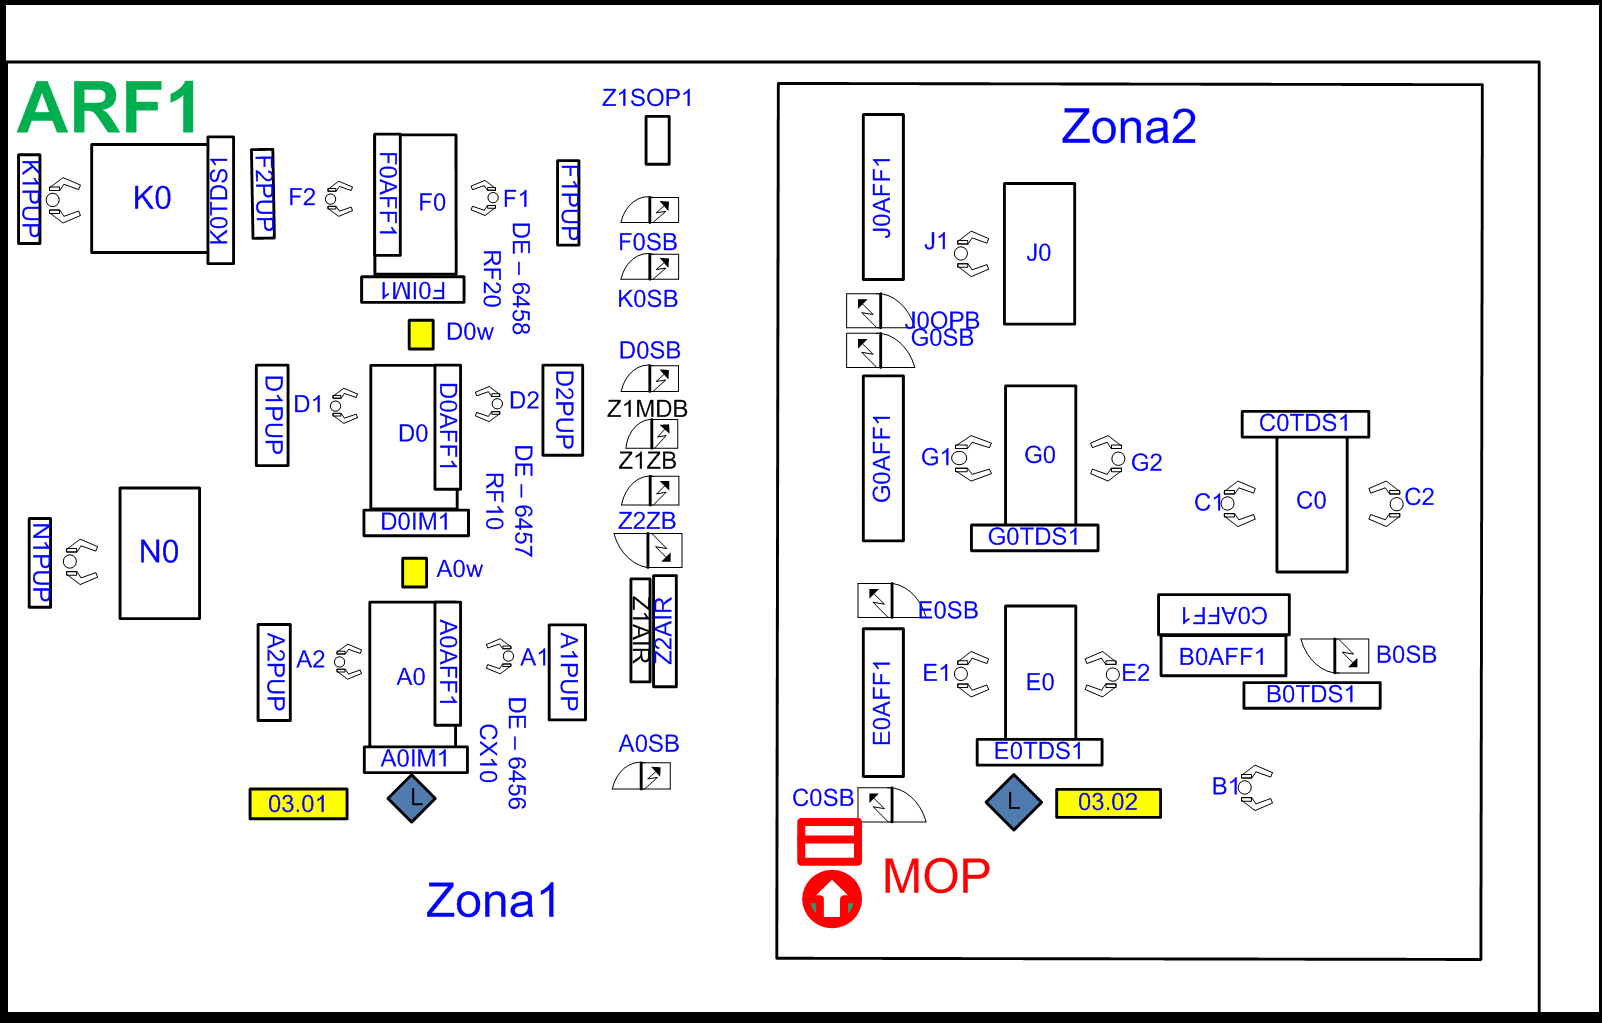 ARF1
Z1SOP1
Zona2
K1PUP
K0
K0TDS1
F2PUP
F2
F0AFF1
F0
F1
F1PUP
F0IM1
DE – 6458
RF20
F0SB
K0SB
D0w
D0SB
Z1MDB
Z1ZB
Z2ZB
D1PUP
D1
D0
D0AFF1
D2
D2PUP
D0IM1
DE – 6457
RF10
N1PUP
N0
A0w
Z1AIR
Z2AIR
A2PUP
A2
A0
A0AFF1
A1
A1PUP
A0IM1
DE – 6456
CX10
A0SB
03.01
L
Zona1
J0AFF1
J1
J0
J0OPB
G0SB
G0AFF1
G1
G0
G2
G0TDS1
C0TDS1
C1
C0
C2
E0SB
C0AFF1
B0AFF1
B0SB
B0TDS1
E0AFF1
E1
E0
E2
E0TDS1
C0SB
L
03.02
B1
MOP